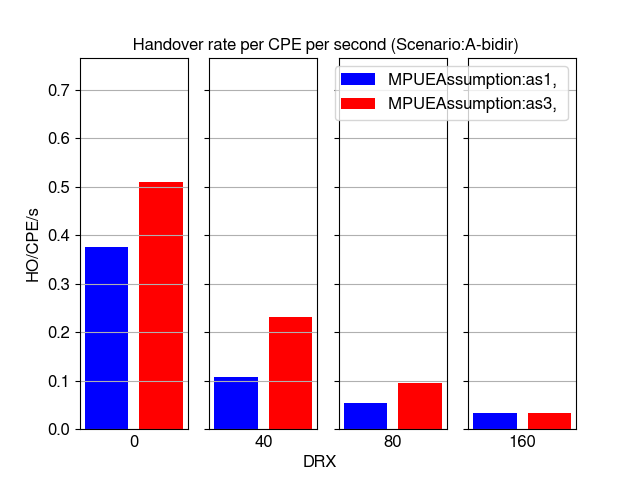 Handover rate per CPE per second (Scenario:A-bidir)
MPUEAssumption:as1,
MPUEAssumption:as3,
HO/CPE/s
0.7
0.6
0.5
0.4
0.3
0.2
0.1
0.0
0
40
80
160
DRX